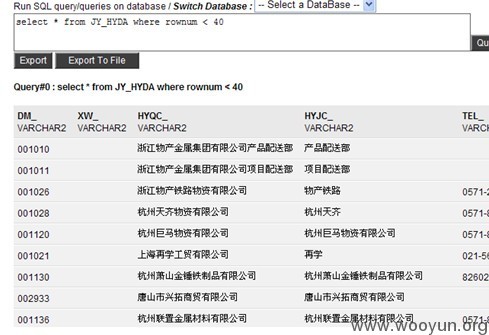 Run SQL query/queries on database / Switch Database : -- Select a DataBase --
select * from JY_HYDA where rownum < 40
Qu
Export Export To File
Query#0 : select * from JY_HYDA where rownum < 40
DM_ XW_ HYQC_ HYJC_ TEL_
VARCHAR2 VARCHAR2 VARCHAR2 VARCHAR2 VARCH
001010 浙江物产金属集团有限公司产品配送部 产品配送部
001011 浙江物产金属集团有限公司项目配送部 项目配送部
001026 浙江物产铁路物资有限公司 物产铁路 0571-2
001028 杭州天齐物资有限公司 杭州天齐 0571-8
001120 杭州巨马物资有限公司 杭州巨马物资有限公司 0571-8
001021 上海再学工贸有限公司 再学 021-56
001130 杭州萧山金锤铁制品有限公司 杭州萧山金锤铁制品有限公司 82602
002933 唐山市兴拓商贸有限公司 唐山市兴拓商贸有限公司
001136 杭州联置金属材料有限公司 杭州联置金属材料有限公司 0571-8
www.wooyun.org